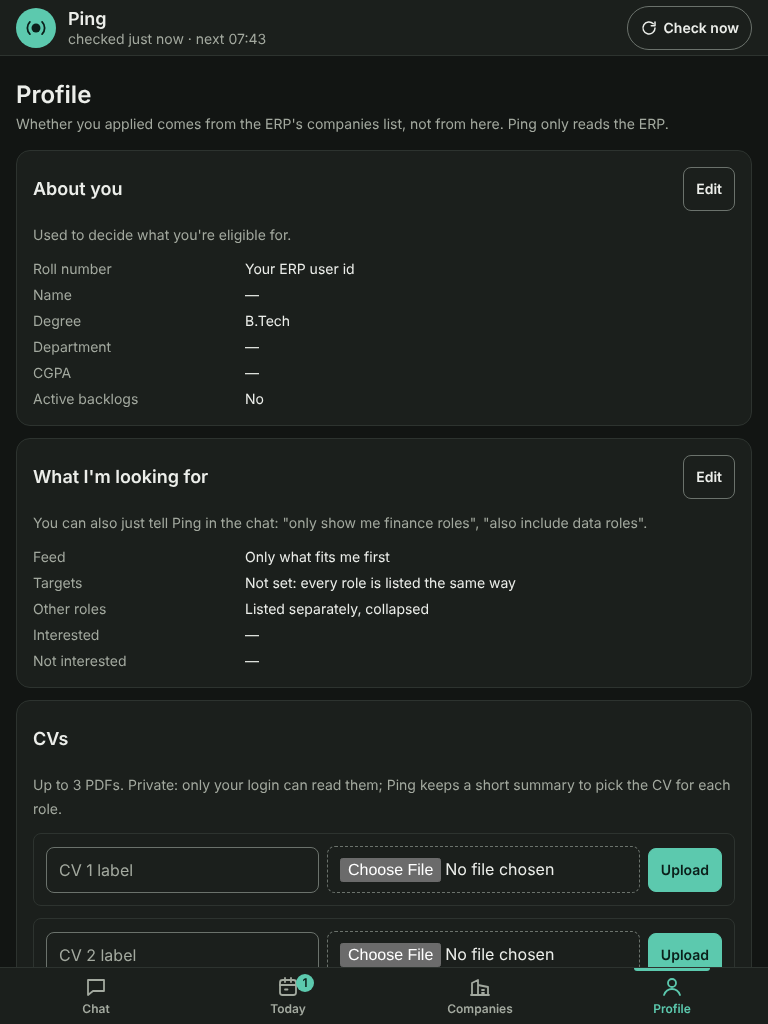 Ping
checked just now · next 07:43
Check now
Profile
Whether you applied comes from the ERP's companies list, not from here. Ping only reads the ERP.
About you
Edit
Used to decide what you're eligible for.
Roll number Your ERP user id
Name —
Degree B.Tech
Department —
CGPA —
Active backlogs No
What I'm looking for
Edit
You can also just tell Ping in the chat: "only show me finance roles", "also include data roles".
Feed Only what fits me first
Targets Not set: every role is listed the same way
Other roles Listed separately, collapsed
Interested —
Not interested —
CVs
Up to 3 PDFs. Private: only your login can read them; Ping keeps a short summary to pick the CV for each
role.
CV 1 label Choose File No file chosen Upload
CV 2 label Choose File No file chosen Upload
1
Chat Today Companies Profile